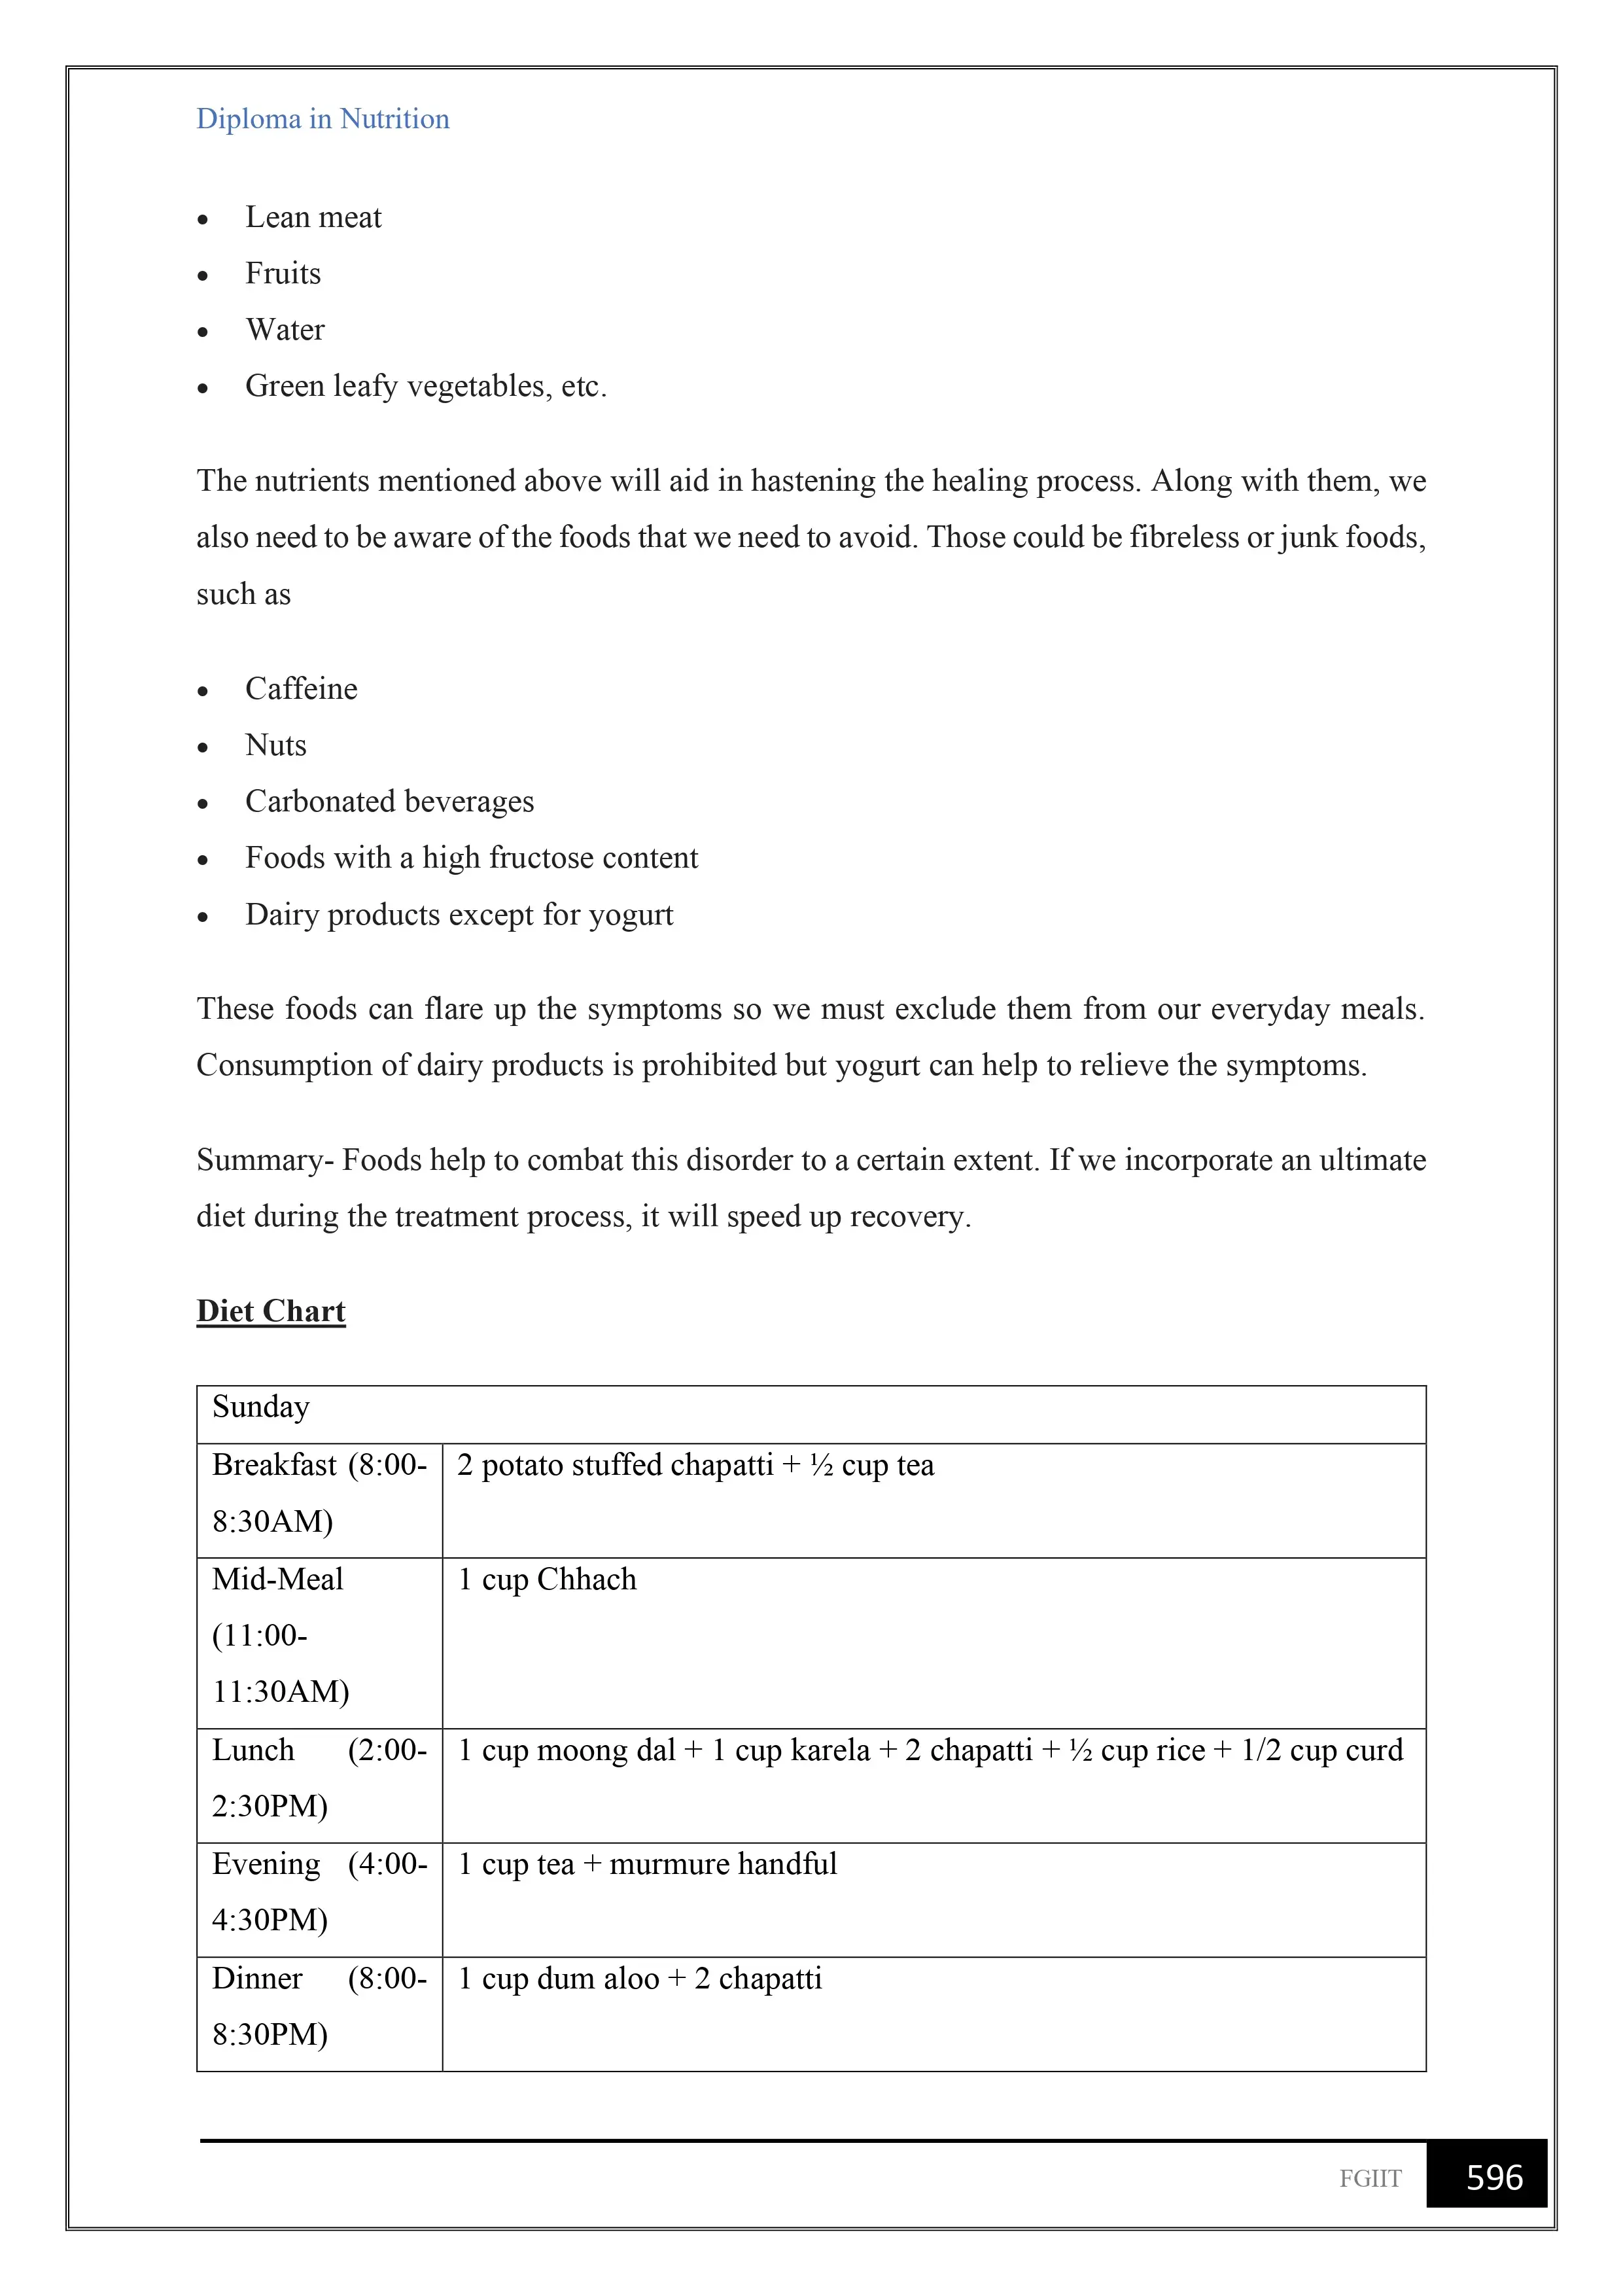 Diploma in Nutrition
• Lean meat
• Fruits
• Water
• Green leafy vegetables, etc.
The nutrients mentioned above will aid in hastening the healing process. Along with them, we
also need to be aware of the foods that we need to avoid. Those could be fibreless or junk foods,
such as
• Caffeine
• Nuts
• Carbonated beverages
• Foods with a high fructose content
• Dairy products except for yogurt
These foods can flare up the symptoms so we must exclude them from our everyday meals.
Consumption of dairy products is prohibited but yogurt can help to relieve the symptoms.
Summary- Foods help to combat this disorder to a certain extent. If we incorporate an ultimate
diet during the treatment process, it will speed up recovery.
Diet Chart
Sunday
Breakfast (8:00-
8:30AM)
2 potato stuffed chapatti + ½ cup tea
Mid-Meal
(11:00-
11:30AM)
1 cup Chhach
Lunch (2:00-
2:30PM)
1 cup moong dal + 1 cup karela + 2 chapatti + ½ cup rice + 1/2 cup curd
Evening (4:00-
4:30PM)
1 cup tea + murmure handful
Dinner (8:00-
8:30PM)
1 cup dum aloo + 2 chapatti
FGIIT 596